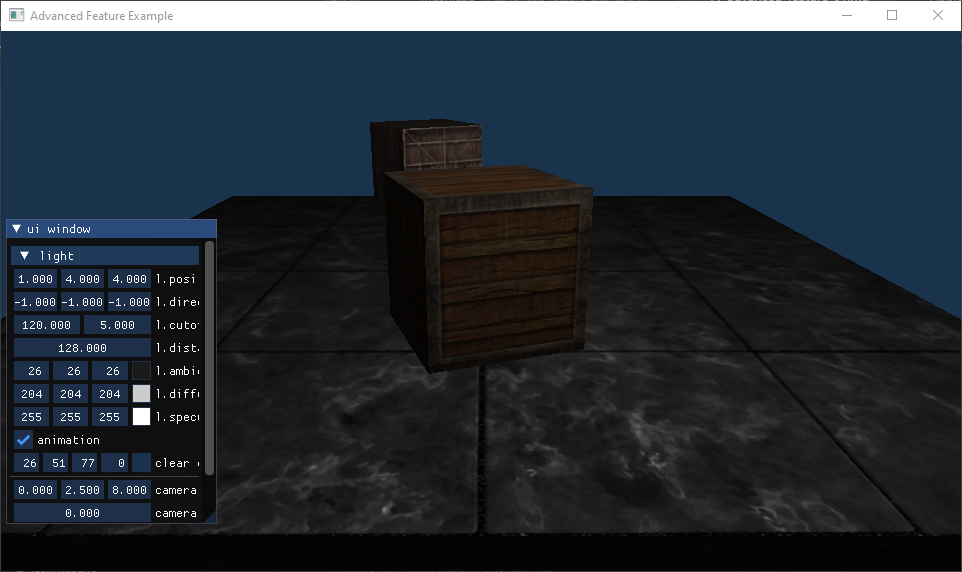 Advanced Feature Example
ui window
light
1.000 4.000 4.000 l.posi
-1.000 -1.000 -1.000 l.dire
120.000 5.000 l.cuto
128.000 l.dist
26 26 26 l.ambi
204 204 204 l.diff
255 255 255 l.spec
animation
26 51 77 0 clear
0.000 2.500 8.000 camera
0.000 camera